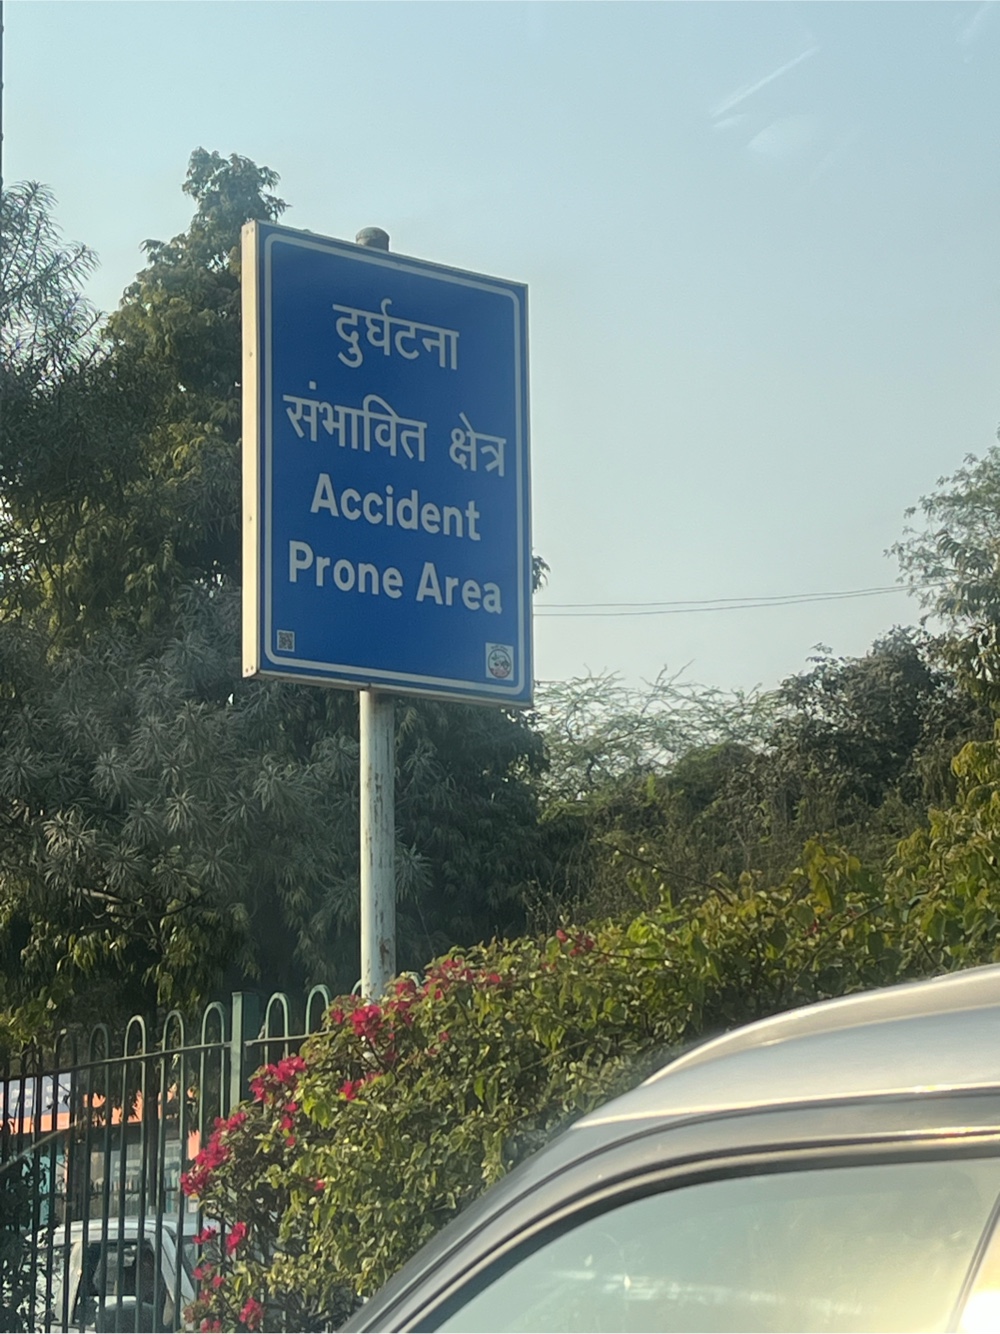 दुर्घटना
संभावित क्षेत्र
Accident
Prone Area